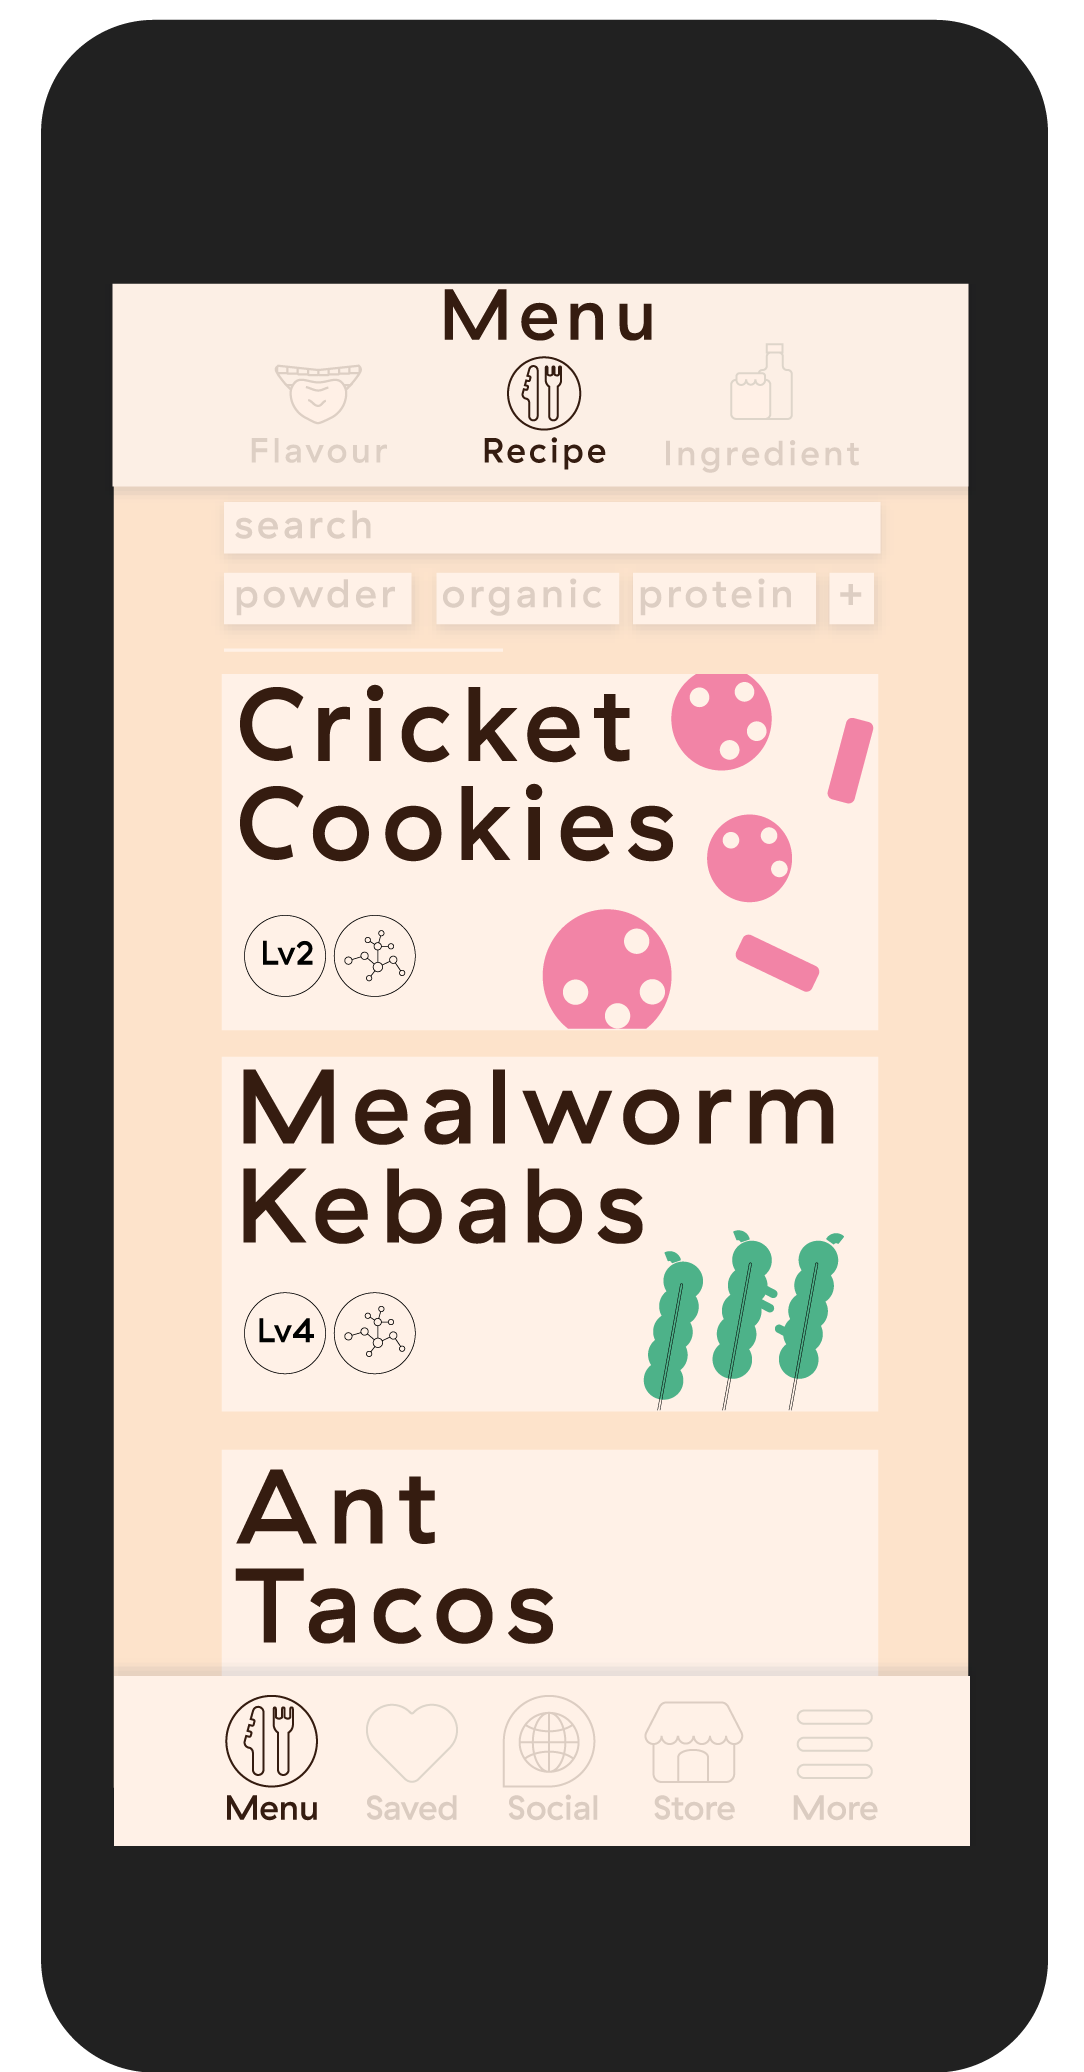 Menu
Flavour Recipe Ingredient
search
powder organic protein +
Cricket
Cookies
Lv2
Mealworm
Kebabs
Lv4
Ant
Tacos
Menu Saved Social Store More